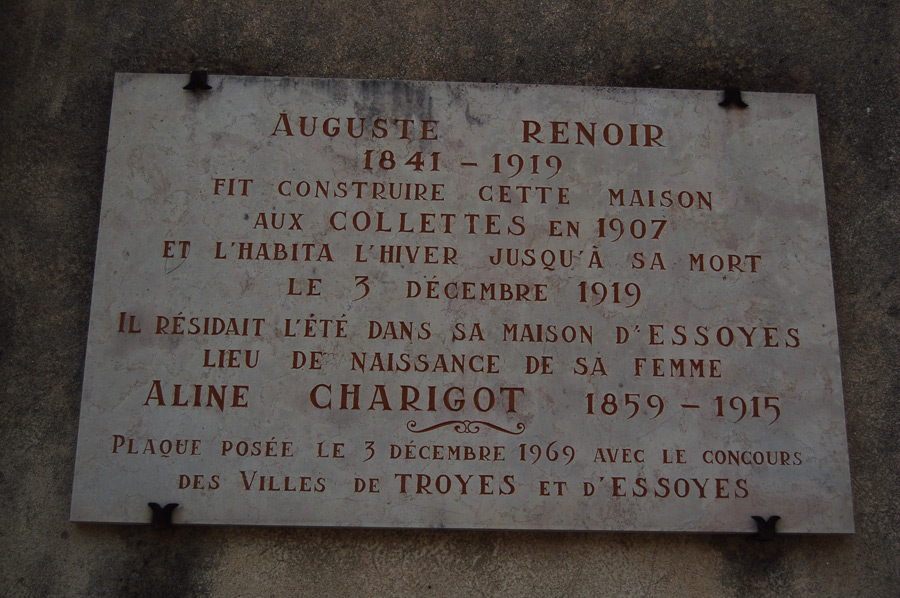 AUGUSTE RENOIR
1841 - 1919
FIT CONSTRUIRE CETTE MAISON
AUX COLLETTES EN 1907
ET L'HABITA L'HIVER JUSQU'À SA MORT
LE 3 DÉCEMBRE 1919
IL RÉSIDAIT L'ÉTÉ DANS SA MAISON D'ESSOYES
LIEU DE NAISSANCE DE SA FEMME
ALINE CHARIGOT 1859 - 1915
PLAQUE POSÉE LE 3 DÉCEMBRE 1969 AVEC LE CONCOURS
DES VILLES DE TROYES ET D'ESSOYES